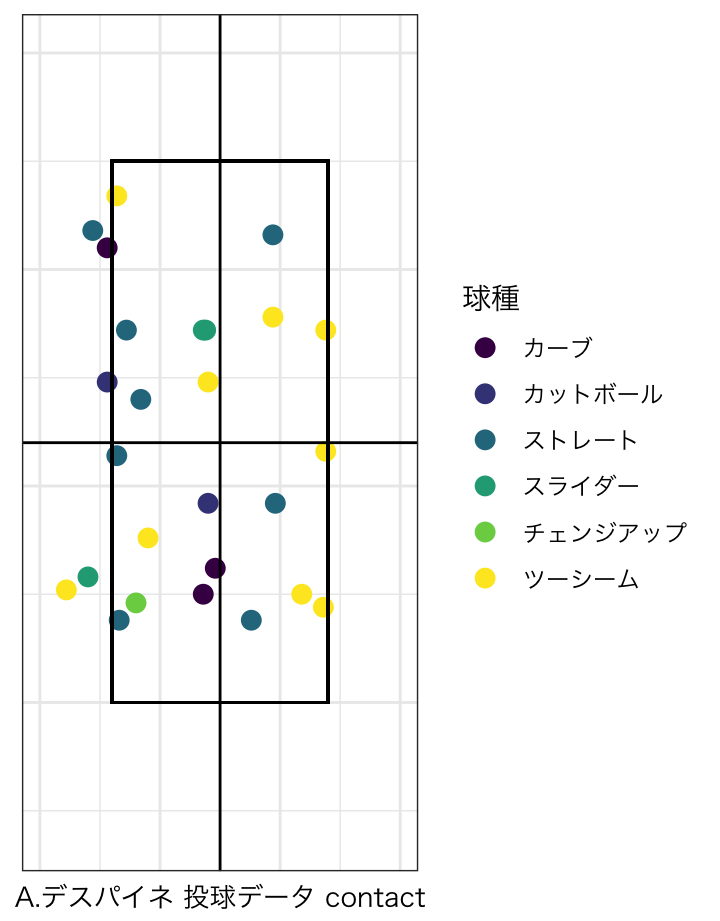 球種
カーブ
カットボール
ストレート
スライダー
チェンジアップ
ツーシーム
A.デスパイネ 投球データ contact